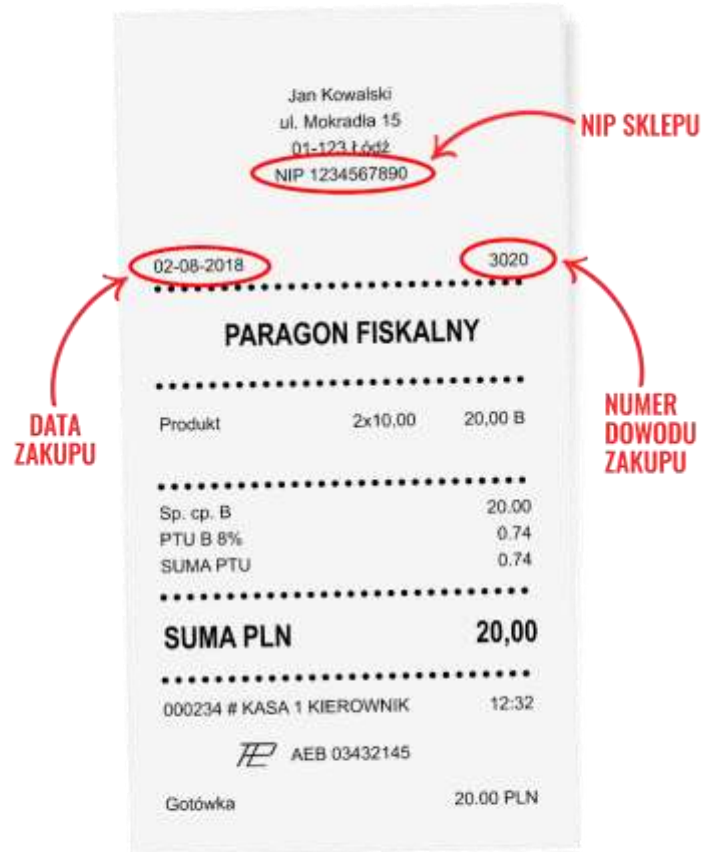 Jan Kowalski
ul. Mokradła 15
01-123 Łódź
NIP 1234567890
NIP SKLEPU
02-08-2018 3020
PARAGON FISKALNY
DATA
ZAKUPU
NUMER
DOWODU
ZAKUPU
Produkt 2x10,00 20,00 B
Sp. cp. B 20.00
PTU B 8% 0.74
SUMA PTU 0.74
SUMA PLN 20,00
000234 # KASA 1 KIEROWNIK 12:32
AEB 03432145
Gotówka 20.00 PLN